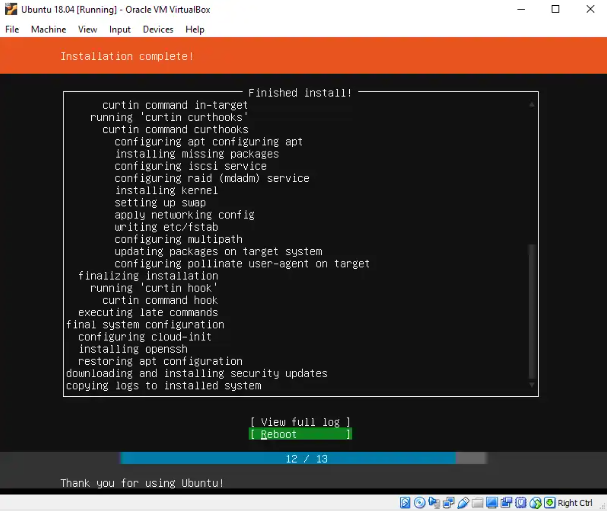 Ubuntu 18.04 [Running] - Oracle VM VirtualBox
File Machine View Input Devices Help
Installation complete!
Finished install!
curtin command in-target
running 'curtin curthooks'
curtin command curthooks
configuring apt configuring apt
installing missing packages
configuring iscsi service
configuring raid (mdadm) service
installing kernel
setting up swap
apply networking config
writing etc/fstab
configuring multipath
updating packages on target system
configuring pollinate user-agent on target
finalizing installation
running 'curtin hook'
curtin command hook
executing late commands
final system configuration
configuring cloud-init
installing openssh
restoring apt configuration
downloading and installing security updates
copying logs to installed system
[ View full log ]
[ Reboot ]
12 / 13
Thank you for using Ubuntu!
Right Ctrl